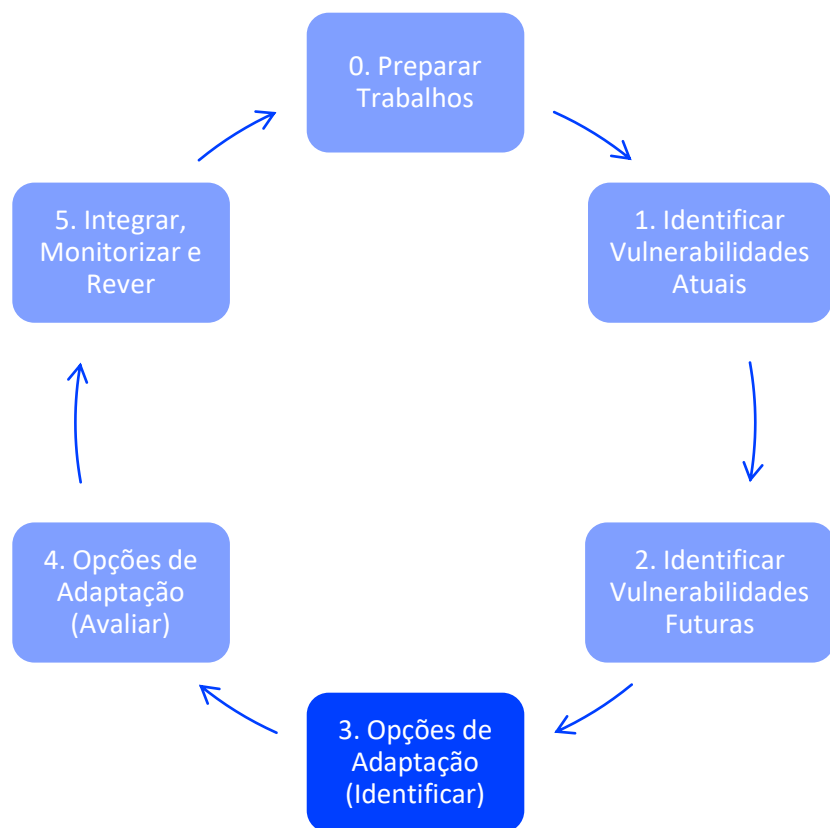 0. Preparar
Trabalhos
1. Identificar
Vulnerabilidades
Atuais
2. Identificar
Vulnerabilidades
Futuras
3. Opções de
Adaptação
(Identificar)
4. Opções de
Adaptação
(Avaliar)
5. Integrar,
Monitorizar e
Rever